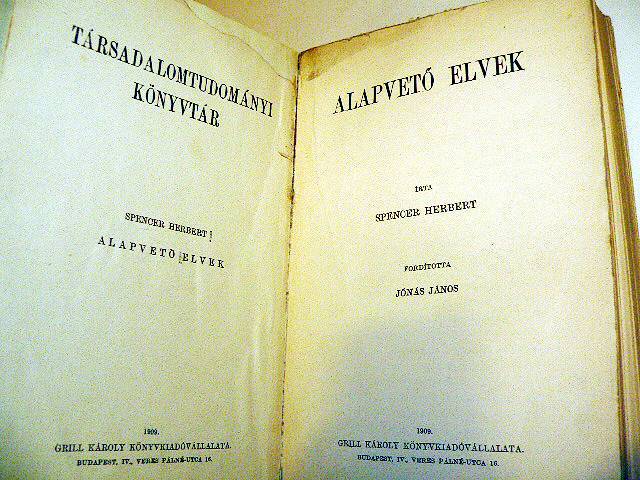 TÁRSADALOMTUDOMÁNYI
KÖNYVTÁR
SPENCER HERBERT:
ALAPVETŐ ELVEK
1909.
GRILL KÁROLY KÖNYVKIADÓVÁLLALATA.
BUDAPEST, IV., VERES PÁLNÉ-UTCA 16.
ALAPVETŐ ELVEK
ÍRTA
SPENCER HERBERT
FORDÍTOTTA
JÓNÁS JÁNOS
1909.
GRILL KÁROLY KÖNYVKIADÓVÁLLALATA.
BUDAPEST, IV., VERES PÁLNÉ-UTCA 16.